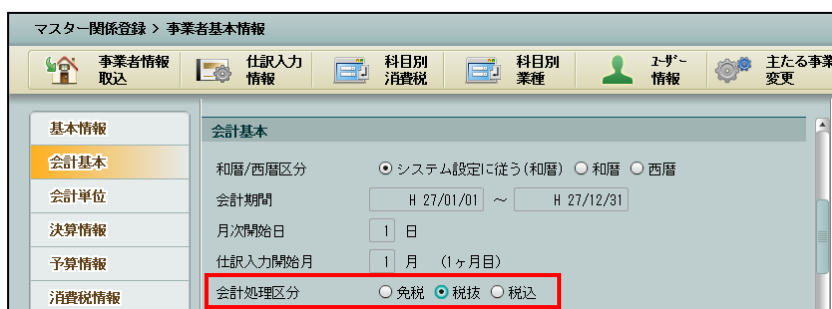 マスター関係登録 > 事業者基本情報
事業者情報
取込
仕訳入力
情報
科目別
消費税
科目別
業種
ﾕｰｻﾞｰ
情報
主たる事業
変更
基本情報
会計基本
会計単位
決算情報
予算情報
消費税情報
会計基本
和暦/西暦区分 システム設定に従う(和暦) 和暦 西暦
会計期間 H 27/01/01 ～ H 27/12/31
月次開始日 1 日
仕訳入力開始月 1 月 (1ヶ月目)
会計処理区分 免税 税抜 税込